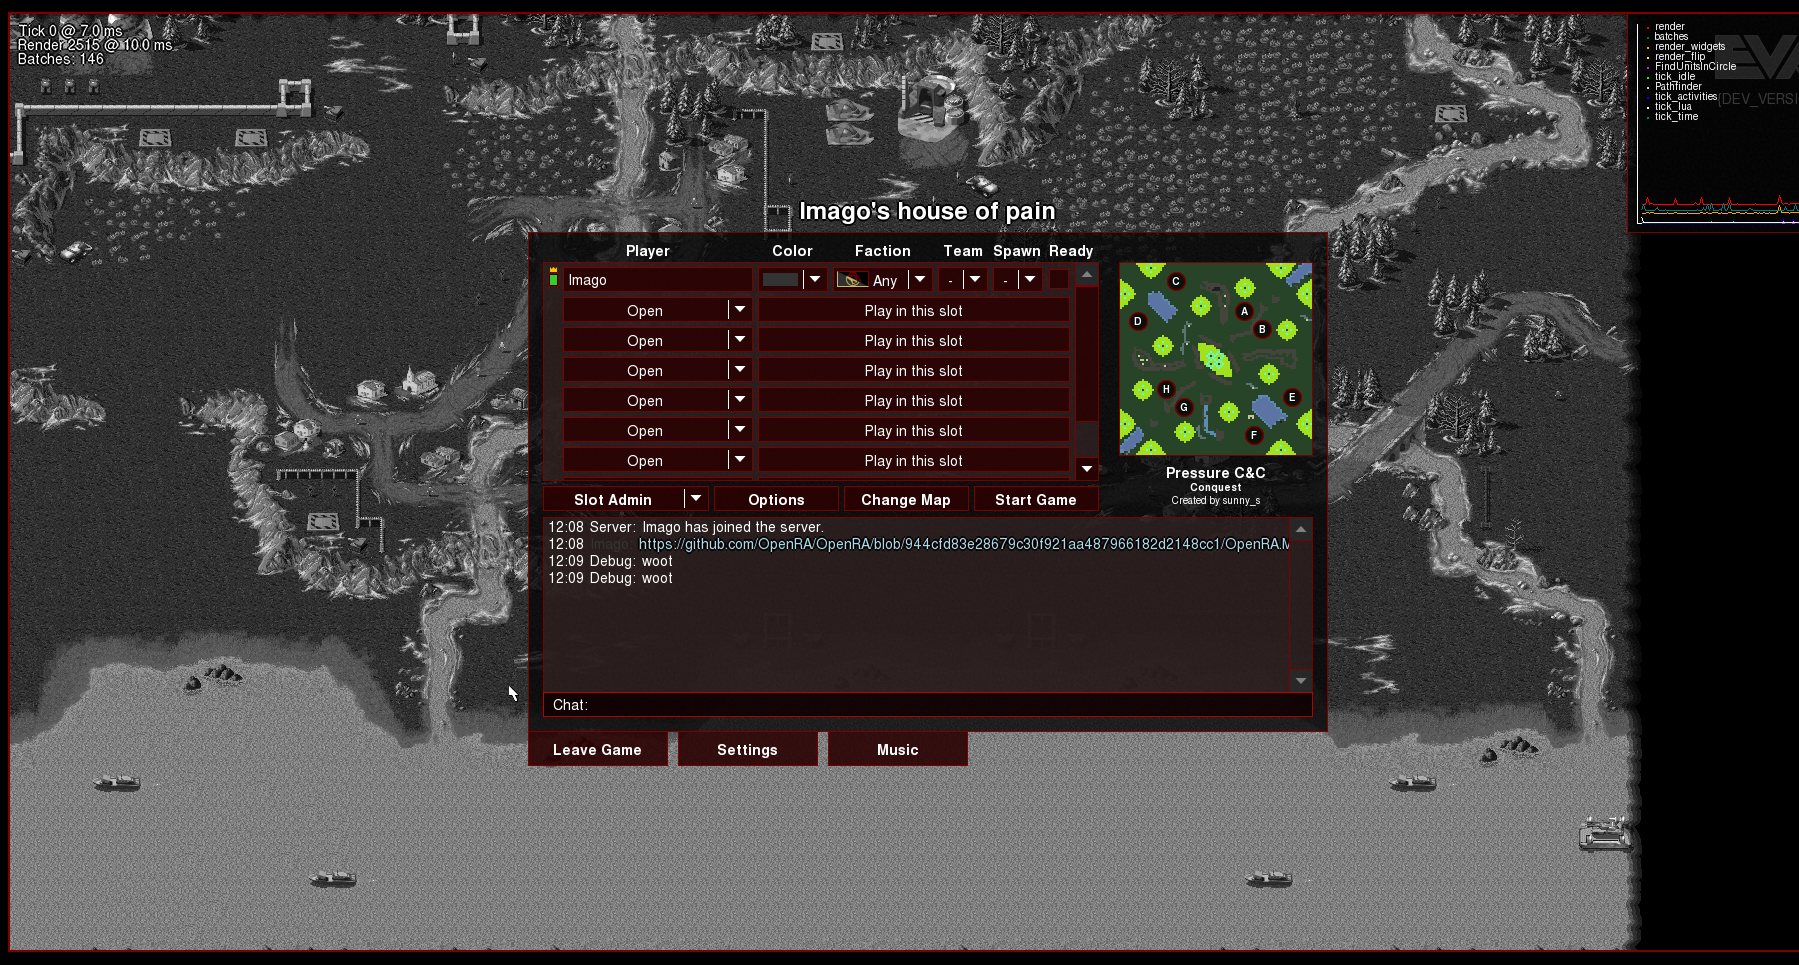 Tick 0 @ 7.0 ms
Render 2515 @ 10.0 ms
Batches: 146
render
batches
render_widgets
render_flip
FindUnitsInCircle
tick_idle
Pathfinder
tick_activities
tick_lua
tick_time
{DEV_VERSI
Imago's house of pain
Player Color Faction Team Spawn Ready
Imago Any - -
Open Play in this slot
Open Play in this slot
Open Play in this slot
Open Play in this slot
Open Play in this slot
Open Play in this slot
C
A
D
B
H
G
E
F
Pressure C&C
Conquest
Created by sunny_s
Slot Admin Options Change Map Start Game
12:08 Server: Imago has joined the server.
12:08 Imago: https://github.com/OpenRA/OpenRA/blob/944cfd83e28679c30f921aa487966182d2148cc1/OpenRA.M
12:09 Debug: woot
12:09 Debug: woot
Chat:
Leave Game Settings Music